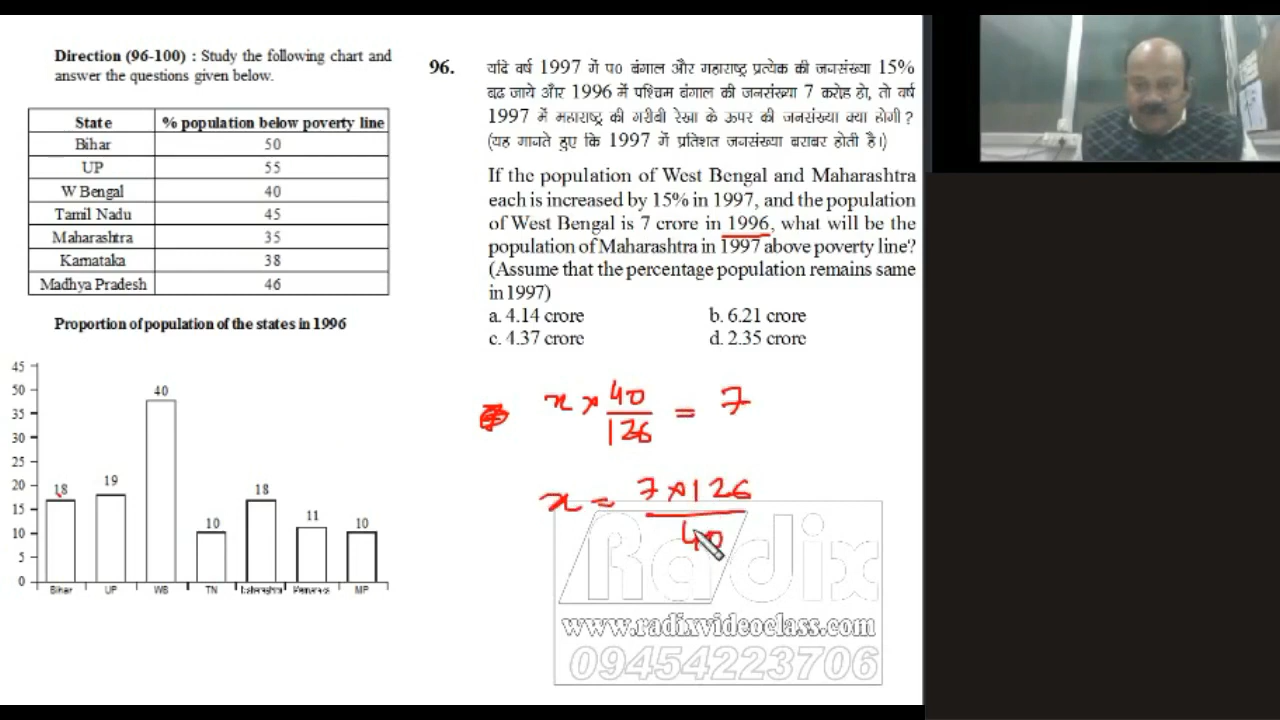 Direction (96-100) : Study the following chart and
answer the questions given below.
State % population below poverty line
Bihar 50
UP 55
W Bengal 40
Tamil Nadu 45
Maharashtra 35
Karnataka 38
Madhya Pradesh 46
Proportion of population of the states in 1996
45
50
35
30
25
20
15
10
5
0
18
19
40
10
18
11
10
Bihar UP WB TN Maharashtra Karnataka MP
96. यदि वर्ष 1997 में प० बंगाल और महाराष्ट्र प्रत्येक की जनसंख्या 15%
बढ़ जाये और 1996 में पश्चिम बंगाल की जनसंख्या 7 करोड़ हो, तो वर्ष
1997 में महाराष्ट्र की गरीबी रेखा के ऊपर की जनसंख्या क्या होगी ?
(यह मानते हुए कि 1997 में प्रतिशत जनसंख्या बराबर होती है।)
If the population of West Bengal and Maharashtra
each is increased by 15% in 1997, and the population
of West Bengal is 7 crore in 1996, what will be the
population of Maharashtra in 1997 above poverty line?
(Assume that the percentage population remains same
in 1997)
a. 4.14 crore b. 6.21 crore
c. 4.37 crore d. 2.35 crore
x × 40/126 = 7
x = 7×126/40
Radix
www.radixvideoclass.com
09454223706